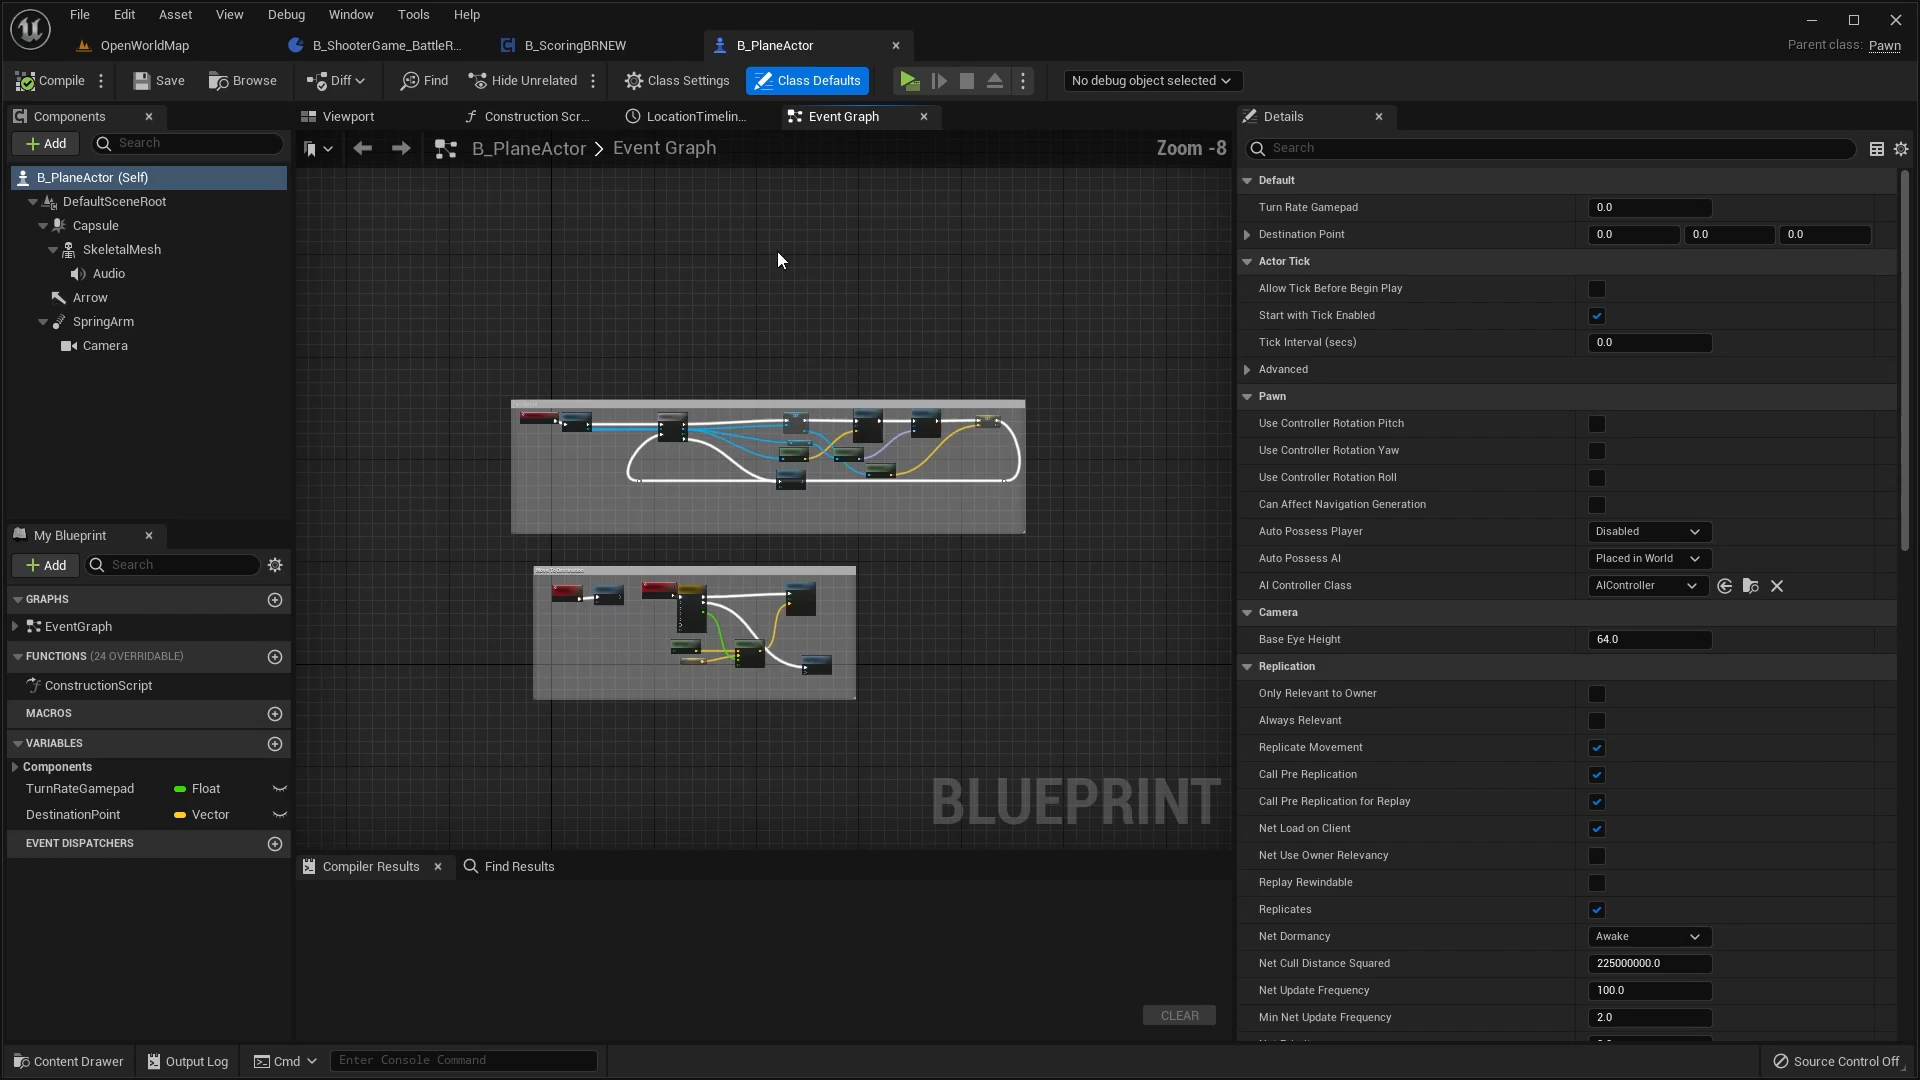 File Edit Asset View Debug Window Tools Help
OpenWorldMap B_ShooterGame_BattleR... B_ScoringBRNEW B_PlaneActor
Parent class: Pawn
Compile Save Browse Diff Find Hide Unrelated Class Settings Class Defaults No debug object selected
Components
Add Search
B_PlaneActor (Self)
DefaultSceneRoot
Capsule
SkeletalMesh
Audio
Arrow
SpringArm
Camera
My Blueprint
Add Search
GRAPHS
EventGraph
FUNCTIONS (24 OVERRIDABLE)
ConstructionScript
MACROS
VARIABLES
Components
TurnRateGamepad Float
DestinationPoint Vector
EVENT DISPATCHERS
Viewport Construction Scr... LocationTimelin... Event Graph
B_PlaneActor > Event Graph Zoom -8
Move To Destination
BLUEPRINT
Compiler Results Find Results
CLEAR
Details
Search
Default
Turn Rate Gamepad 0.0
Destination Point 0.0 0.0 0.0
Actor Tick
Allow Tick Before Begin Play
Start with Tick Enabled
Tick Interval (secs) 0.0
Advanced
Pawn
Use Controller Rotation Pitch
Use Controller Rotation Yaw
Use Controller Rotation Roll
Can Affect Navigation Generation
Auto Possess Player Disabled
Auto Possess AI Placed in World
AI Controller Class AIController
Camera
Base Eye Height 64.0
Replication
Only Relevant to Owner
Always Relevant
Replicate Movement
Call Pre Replication
Call Pre Replication for Replay
Net Load on Client
Net Use Owner Relevancy
Replay Rewindable
Replicates
Net Dormancy Awake
Net Cull Distance Squared 225000000.0
Net Update Frequency 100.0
Min Net Update Frequency 2.0
Content Drawer Output Log Cmd Enter Console Command Source Control Off